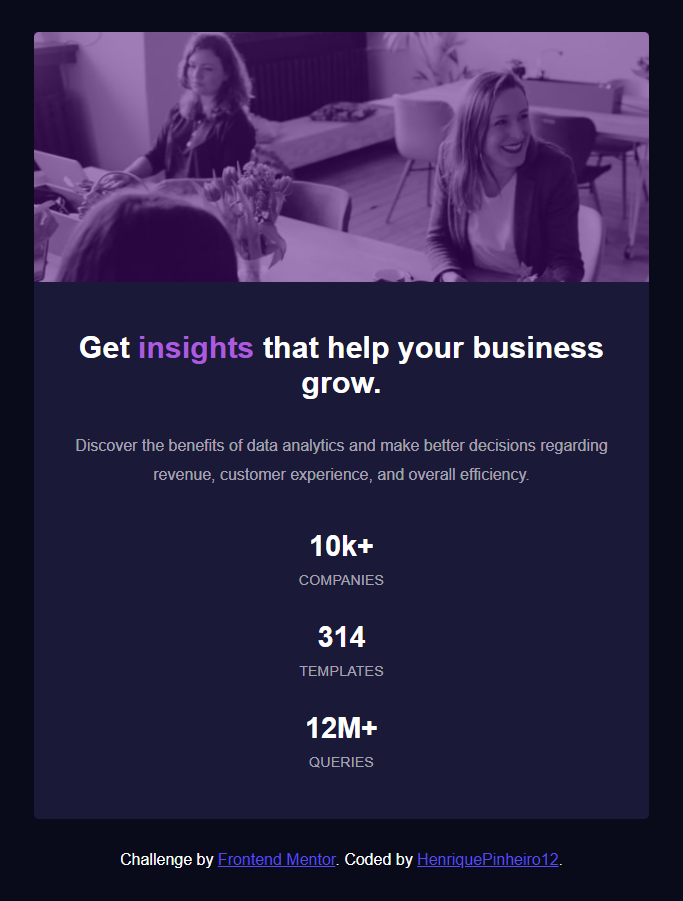 Get insights that help your business
grow.
Discover the benefits of data analytics and make better decisions regarding
revenue, customer experience, and overall efficiency.
10k+
COMPANIES
314
TEMPLATES
12M+
QUERIES
Challenge by Frontend Mentor. Coded by HenriquePinheiro12.